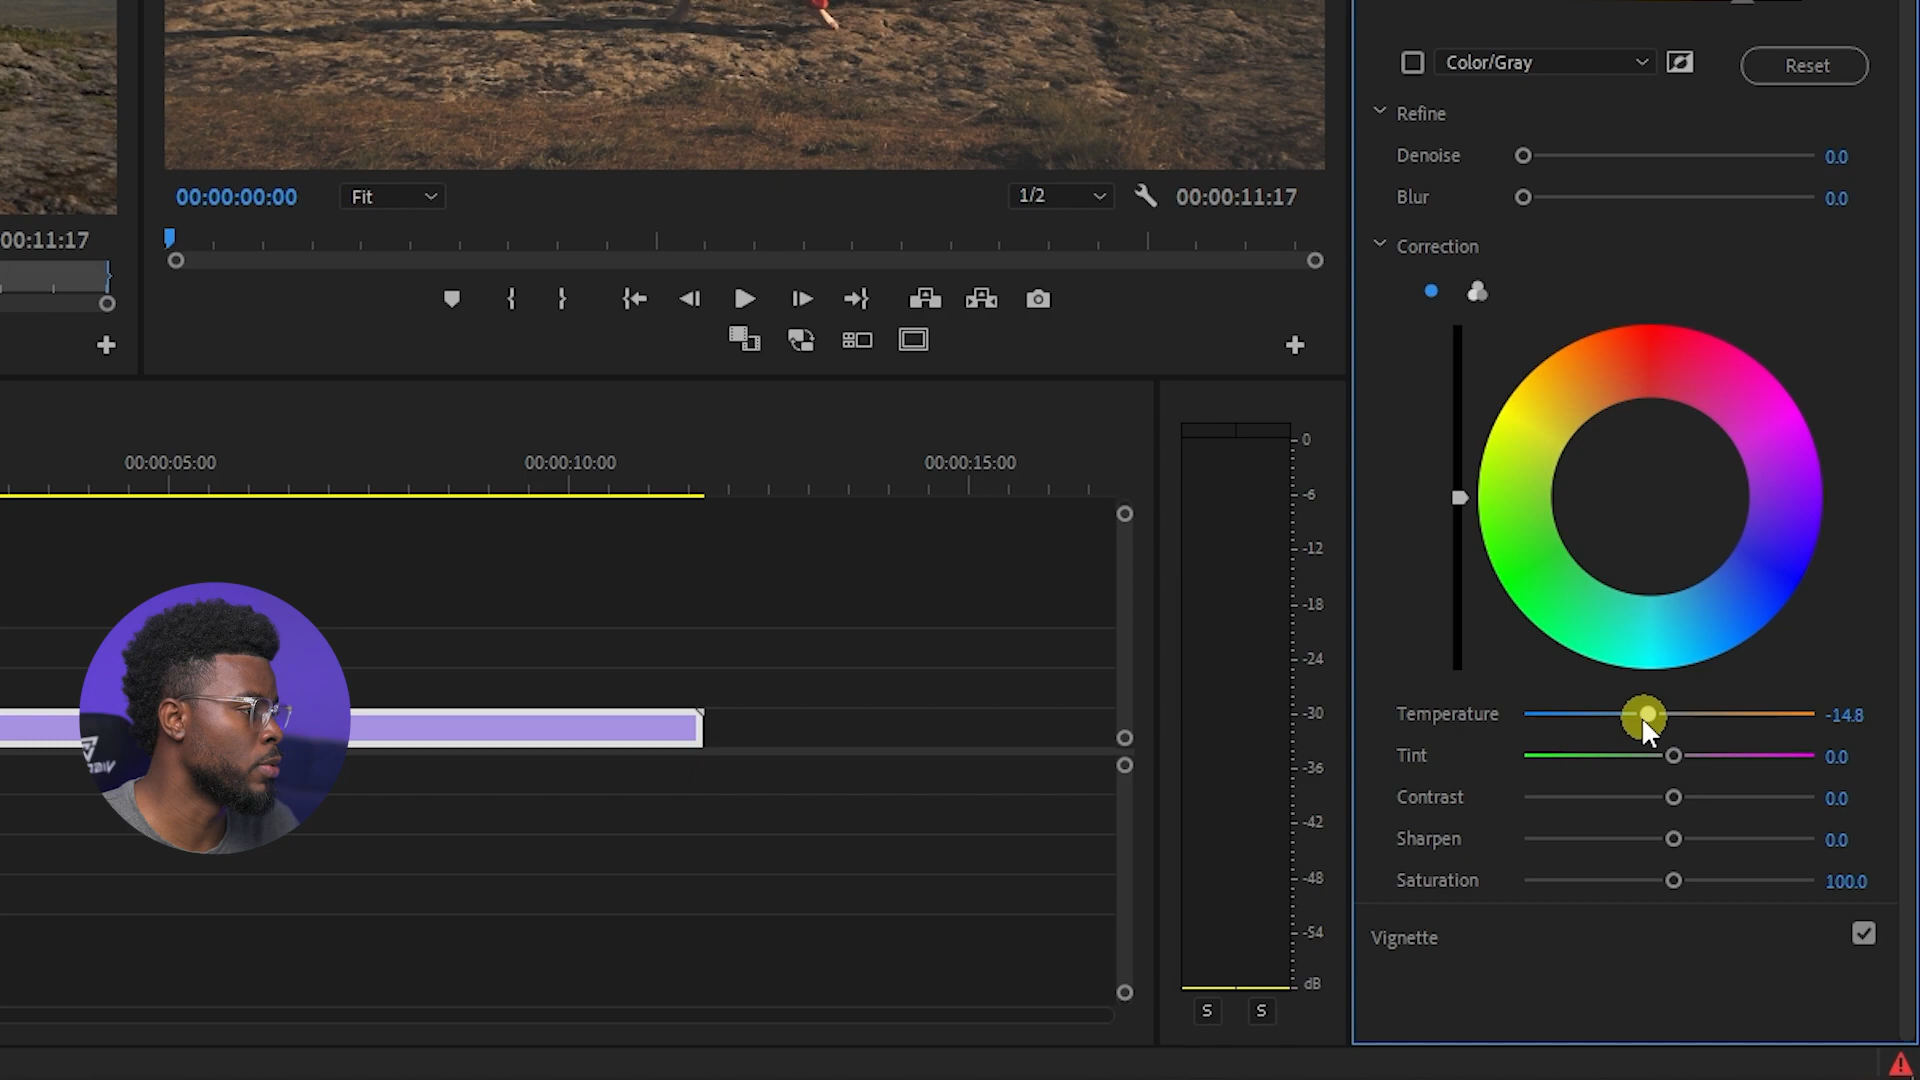 Color/Gray
Reset
Refine
Denoise 0.0
Blur 0.0
00:00:00:00
Fit
1/2
00:00:11:17
00:11:17
Correction
00:00:05:00
00:00:10:00
00:00:15:00
0
-6
-12
-18
-24
-30
-36
-42
-48
-54
dB
S S
Temperature -14.8
Tint 0.0
Contrast 0.0
Sharpen 0.0
Saturation 100.0
Vignette